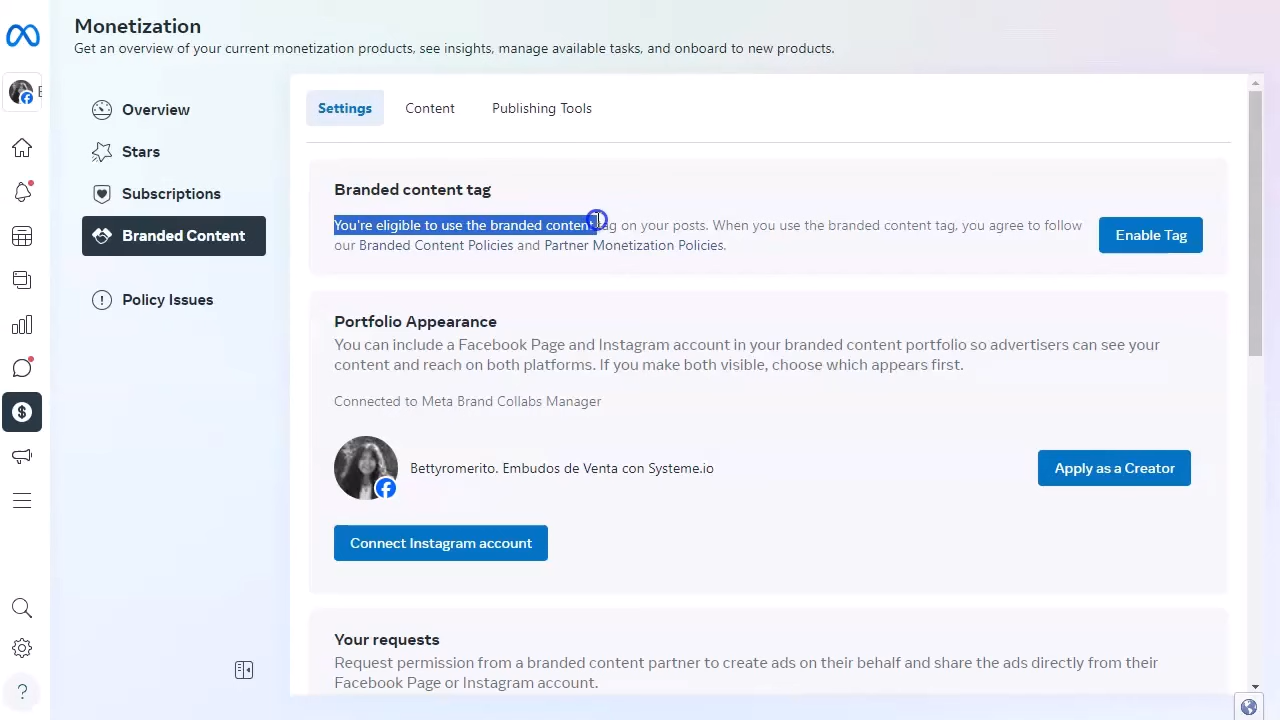 Monetization
Get an overview of your current monetization products, see insights, manage available tasks, and onboard to new products.
Overview
Stars
Subscriptions
Branded Content
Policy Issues
Settings
Content
Publishing Tools
Branded content tag
You're eligible to use the branded content tag on your posts. When you use the branded content tag, you agree to follow
our Branded Content Policies and Partner Monetization Policies.
Enable Tag
Portfolio Appearance
You can include a Facebook Page and Instagram account in your branded content portfolio so advertisers can see your
content and reach on both platforms. If you make both visible, choose which appears first.
Connected to Meta Brand Collabs Manager
Bettyromerito. Embudos de Venta con Systeme.io
Apply as a Creator
Connect Instagram account
Your requests
Request permission from a branded content partner to create ads on their behalf and share the ads directly from their
Facebook Page or Instagram account.